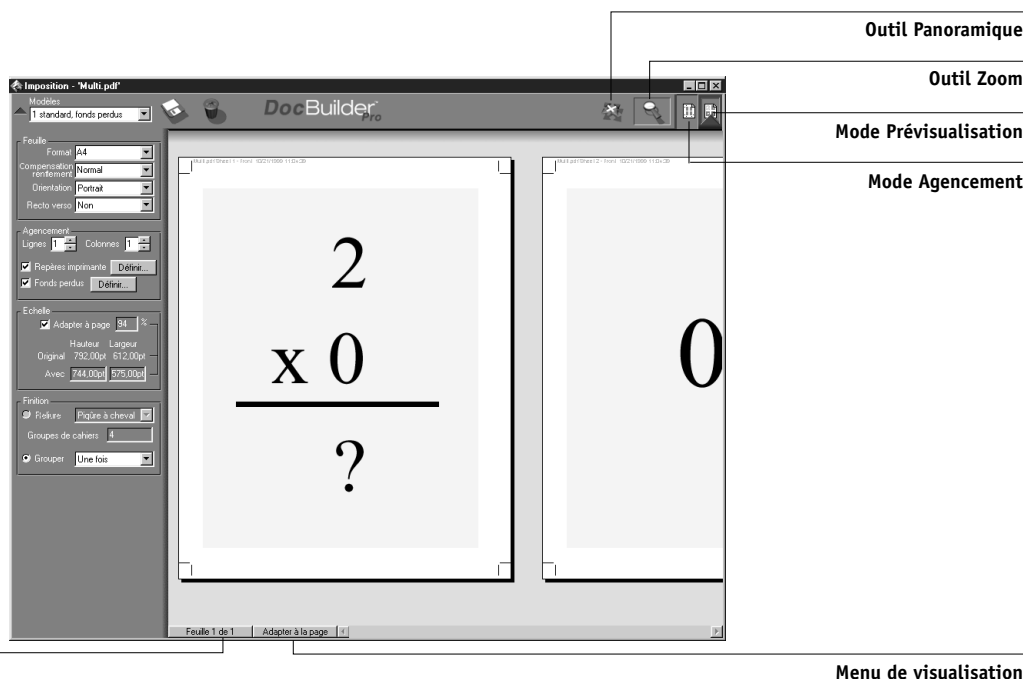 Outil Panoramique
Outil Zoom
Mode Prévisualisation
Mode Agencement
Imposition - 'Multi.pdf'
Modèles
1 standard, fonds perdus
DocBuilder Pro
Feuille
Format A4
Compensation renflement Normal
Orientation Portrait
Recto verso Non
Agencement
Lignes 1 Colonnes 1
Repères imprimante Définir...
Fonds perdus Définir...
Echelle
Adapter à page 94 %
Hauteur Largeur
Original 792,00pt 612,00pt
Avec 744,00pt 575,00pt
Finition
Reliure Piqûre à cheval
Groupes de cahiers 4
Grouper Une fois
2
x 0
?
0
Feuille 1 de 1 Adapter à la page
Menu de visualisation